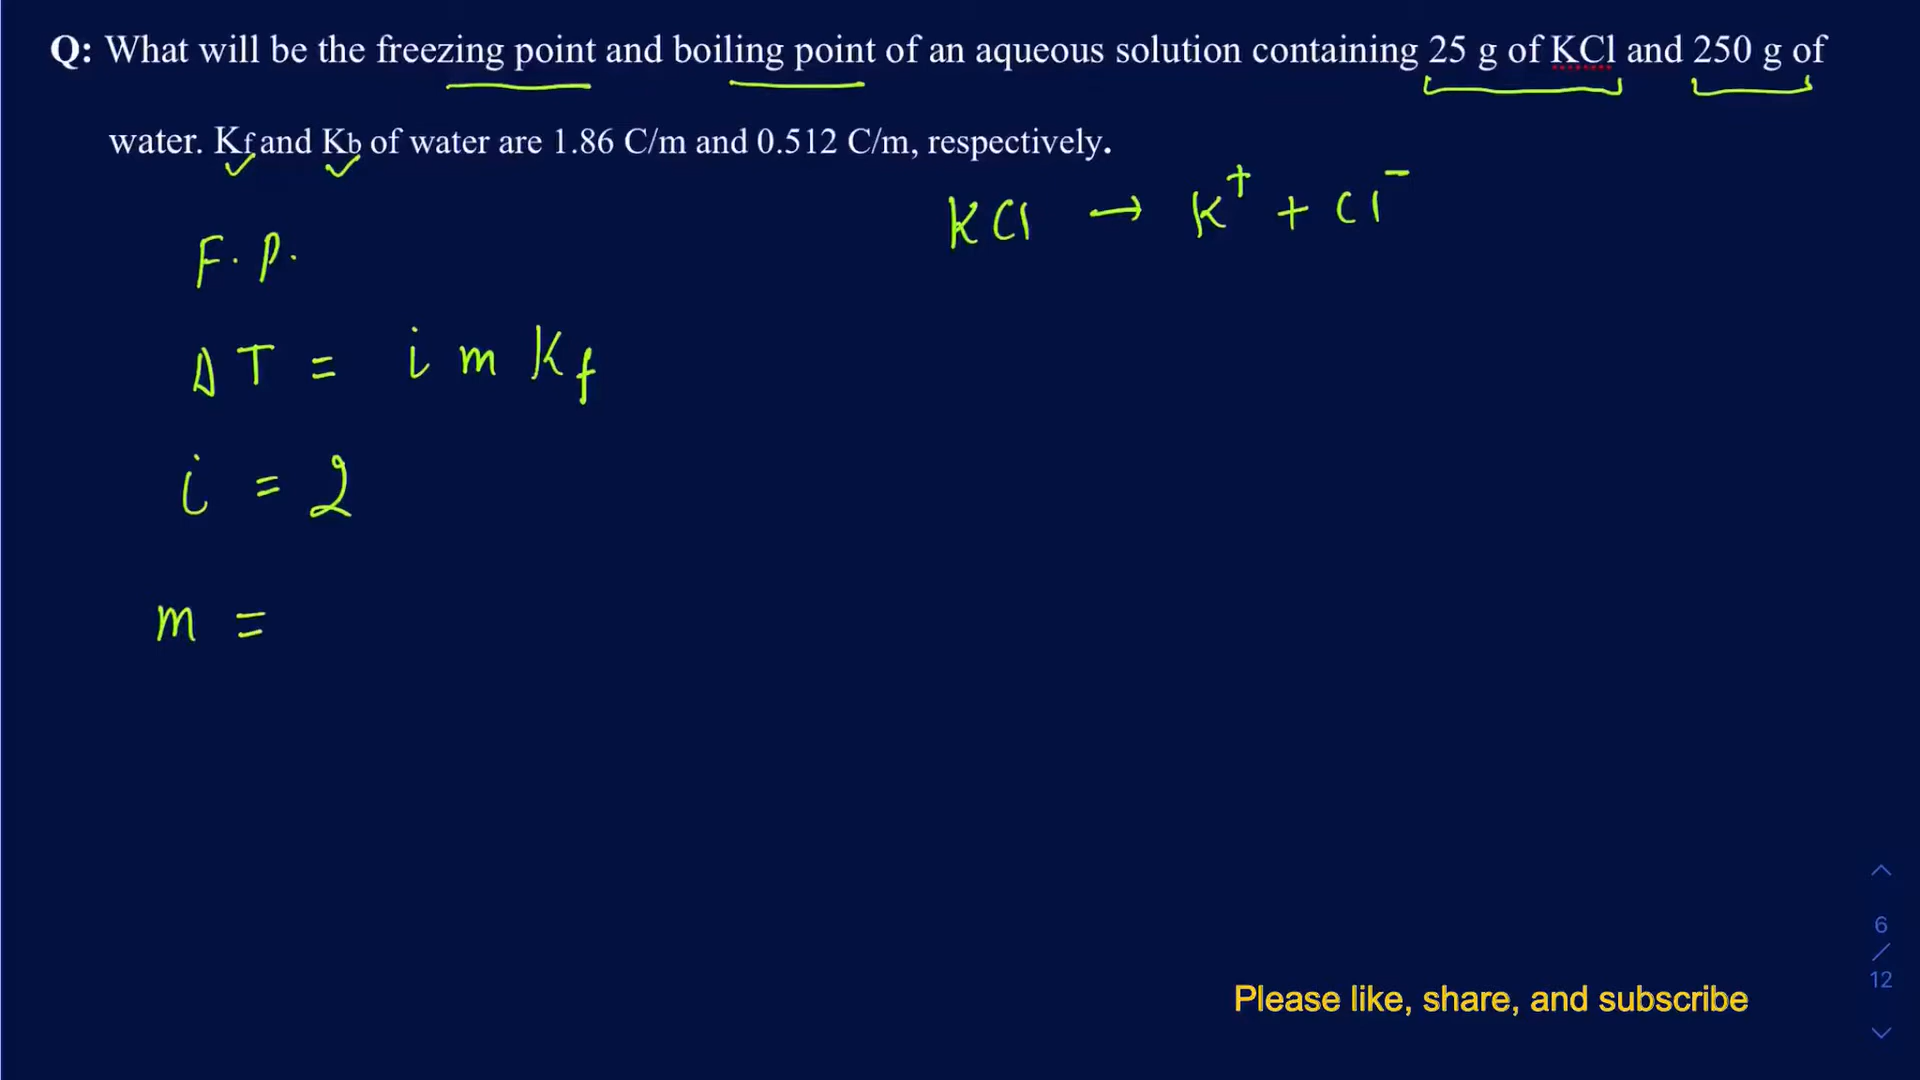 Q: What will be the freezing point and boiling point of an aqueous solution containing 25 g of KCl and 250 g of
water. Kf and Kb of water are 1.86 C/m and 0.512 C/m, respectively.
KCl → K⁺ + Cl⁻
F.P.
ΔT = i m Kf
i = 2
m =
6
/
12
Please like, share, and subscribe